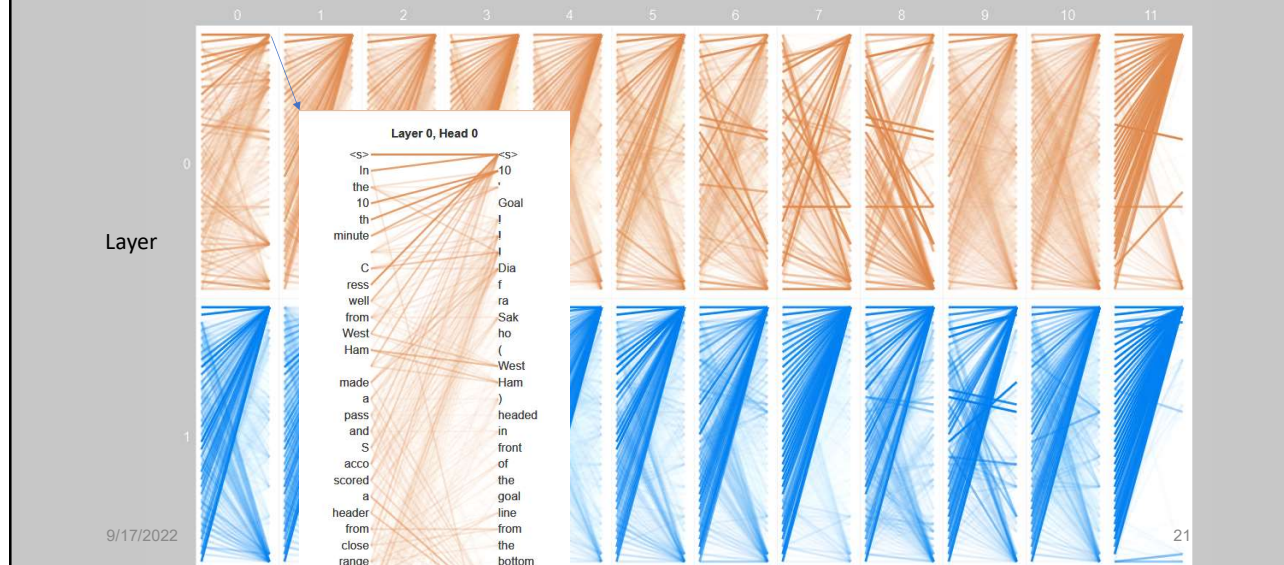 0 1 2 3 4 5 6 7 8 9 10 11
Layer 0, Head 0
<s> <s>
In 10
the '
10 Goal
th !
minute !
!
C Dia
ress f
well ra
from Sak
West ho
Ham (
West
made Ham
a )
pass headed
and in
S front
acco of
scored the
a goal
header line
from from
close the
range bottom
0
Layer
1
9/17/2022
21